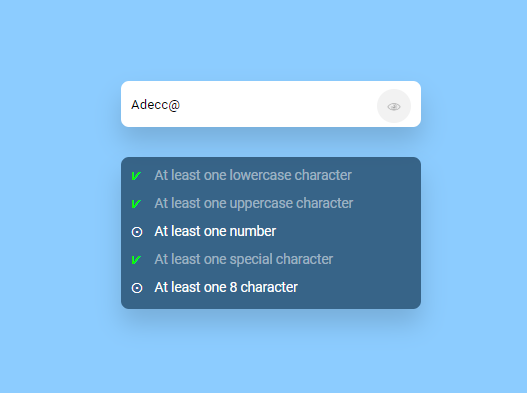 Adecc@
At least one lowercase character
At least one uppercase character
At least one number
At least one special character
At least one 8 character